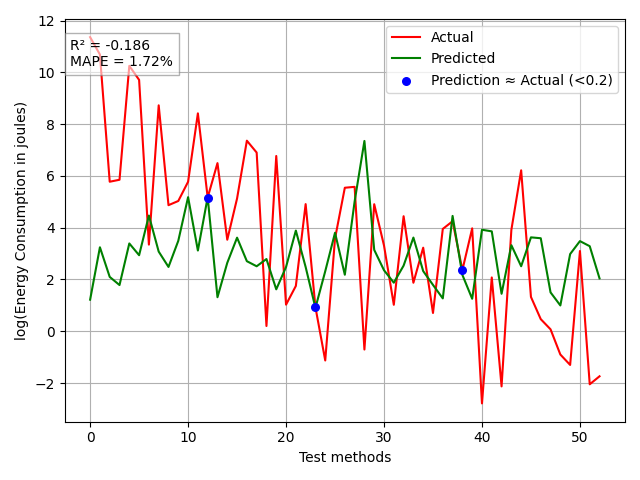 R² = -0.186
MAPE = 1.72%
Actual
Predicted
Prediction ≈ Actual (<0.2)
log(Energy Consumption in joules)
12
10
8
6
4
2
0
−2
0 10 20 30 40 50
Test methods